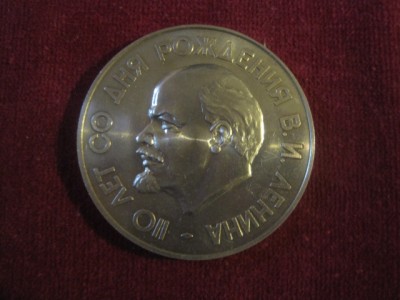 110 ЛЕТ СО ДНЯ РОЖДЕНИЯ В. И. ЛЕНИНА -